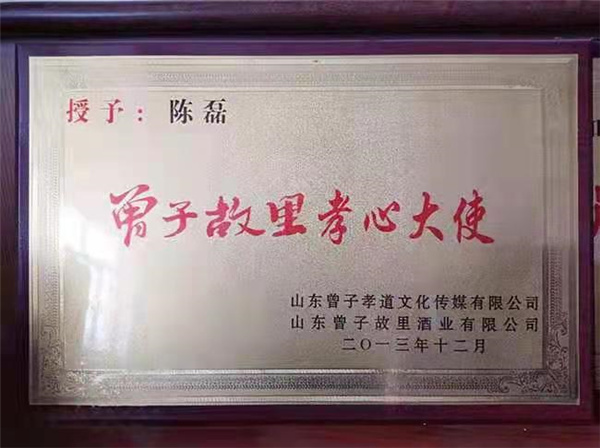 授予：陈磊
曾子故里孝心大使
山东曾子孝道文化传媒有限公司
山东曾子故里酒业有限公司
二〇一三年十二月